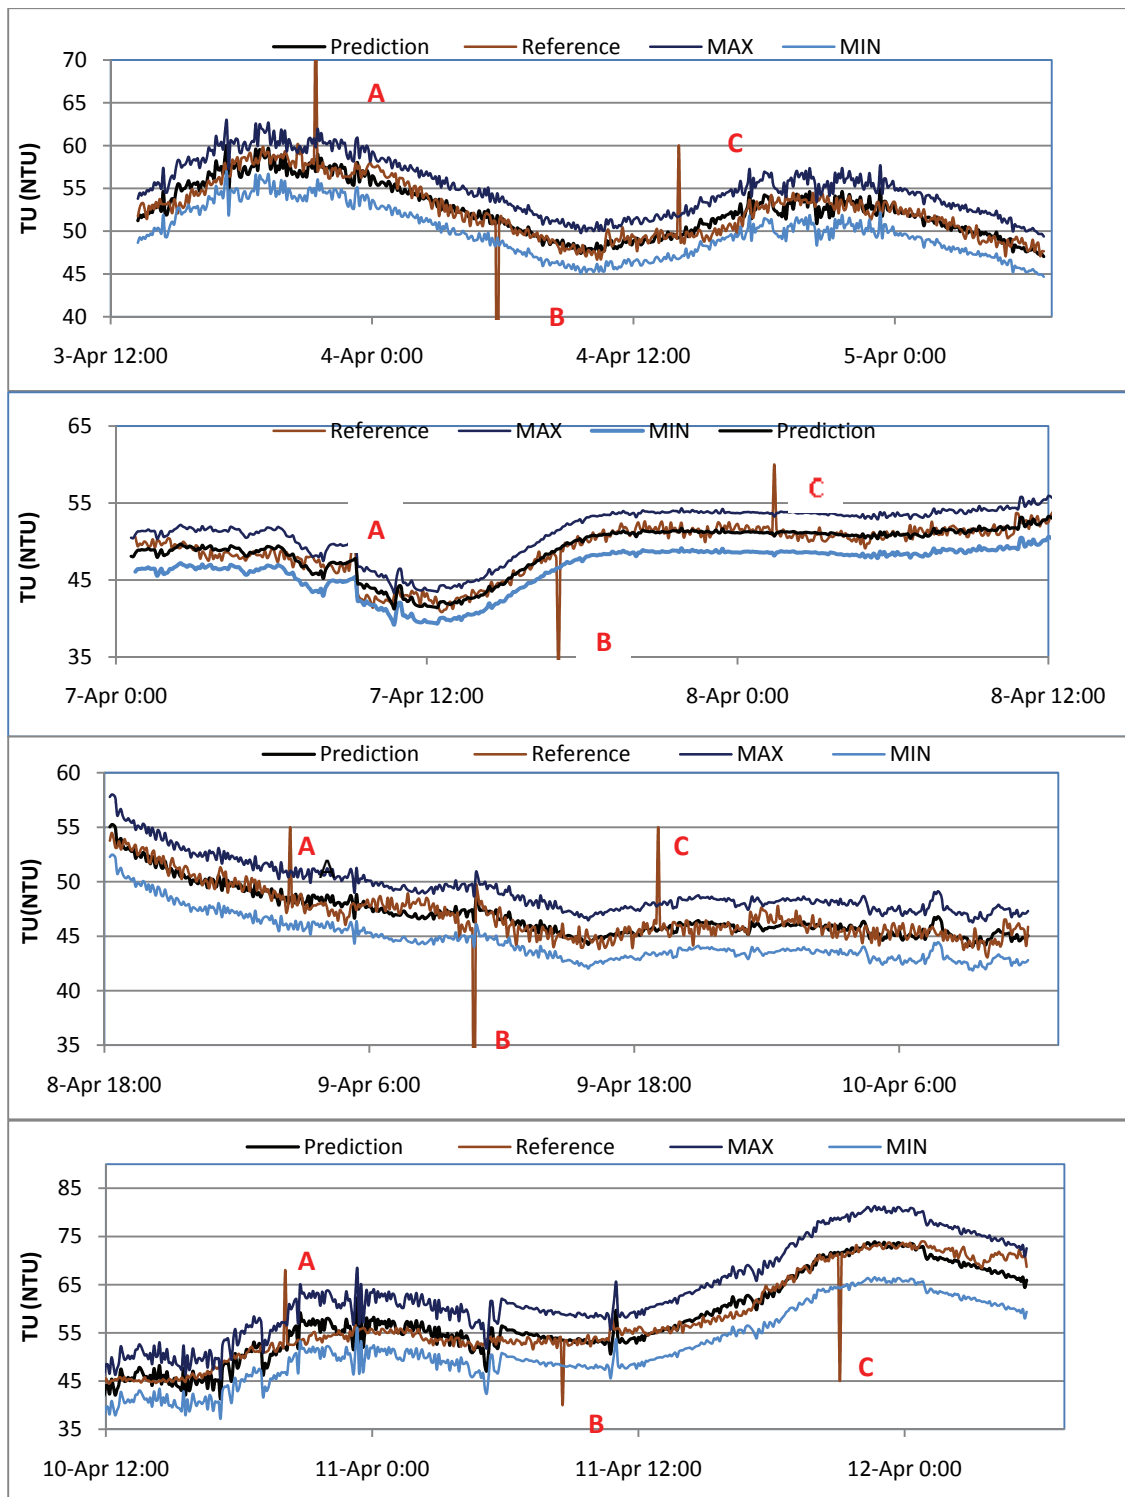 Prediction Reference MAX MIN
70
A
65
60
C
55
50
45
40
B
TU (NTU)
3-Apr 12:00 4-Apr 0:00 4-Apr 12:00 5-Apr 0:00
65
Reference MAX MIN Prediction
C
55
A
45
B
35
TU (NTU)
7-Apr 0:00 7-Apr 12:00 8-Apr 0:00 8-Apr 12:00
Prediction Reference MAX MIN
60
55
A C
50
45
40
35
B
TU(NTU)
8-Apr 18:00 9-Apr 6:00 9-Apr 18:00 10-Apr 6:00
Prediction Reference MAX MIN
85
75
A
65
55
45
C
35
B
TU (NTU)
10-Apr 12:00 11-Apr 0:00 11-Apr 12:00 12-Apr 0:00